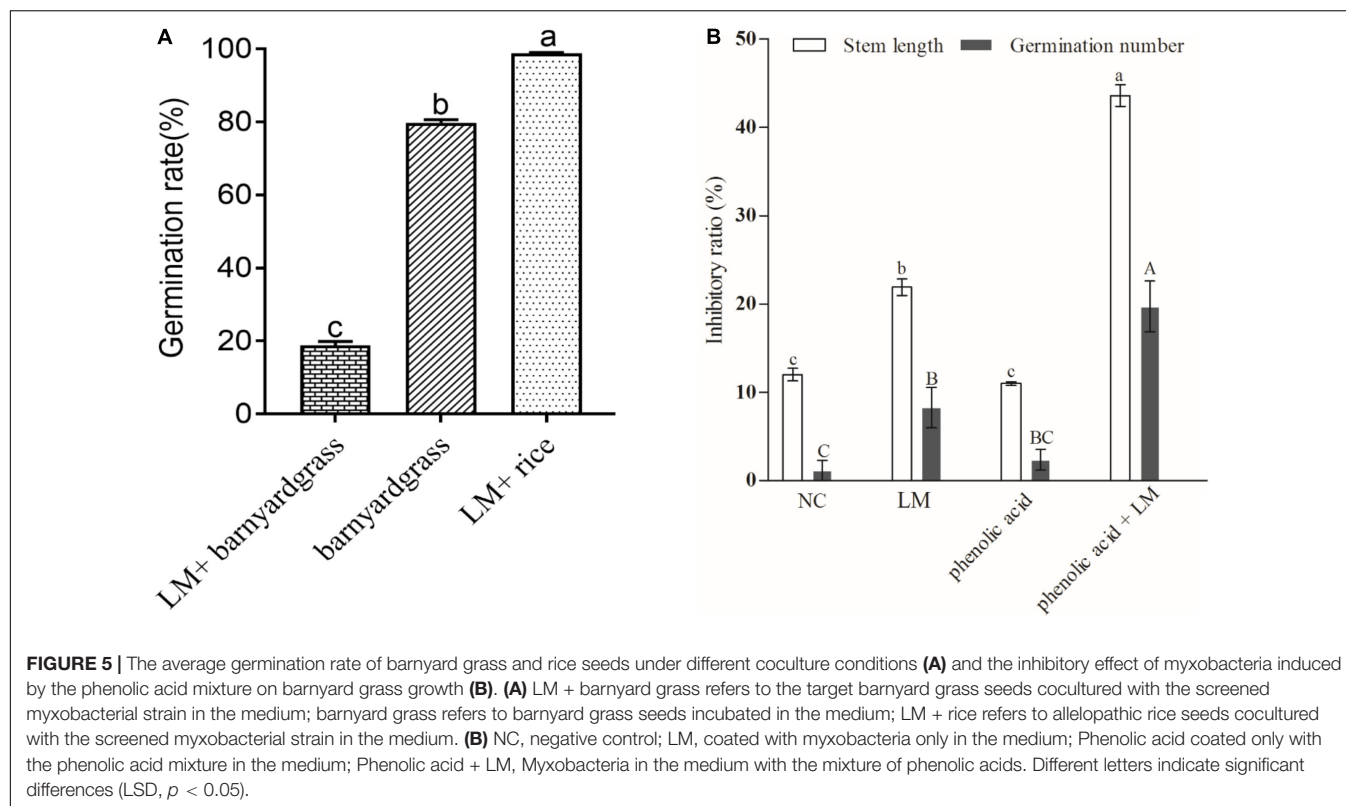 A
Germination rate(%)
100
80
60
40
20
0
c
b
a
LM+ barnyardgrass
barnyardgrass
LM+ rice
B
Stem length
Germination number
Inhibitory ratio (%)
50
40
30
20
10
0
c
C
b
B
c
BC
a
A
NC
LM
phenolic acid
phenolic acid + LM
FIGURE 5 | The average germination rate of barnyard grass and rice seeds under different coculture conditions (A) and the inhibitory effect of myxobacteria induced
by the phenolic acid mixture on barnyard grass growth (B). (A) LM + barnyard grass refers to the target barnyard grass seeds cocultured with the screened
myxobacterial strain in the medium; barnyard grass refers to barnyard grass seeds incubated in the medium; LM + rice refers to allelopathic rice seeds cocultured
with the screened myxobacterial strain in the medium. (B) NC, negative control; LM, coated with myxobacteria only in the medium; Phenolic acid coated only with
the phenolic acid mixture in the medium; Phenolic acid + LM, Myxobacteria in the medium with the mixture of phenolic acids. Different letters indicate significant
differences (LSD, p < 0.05).